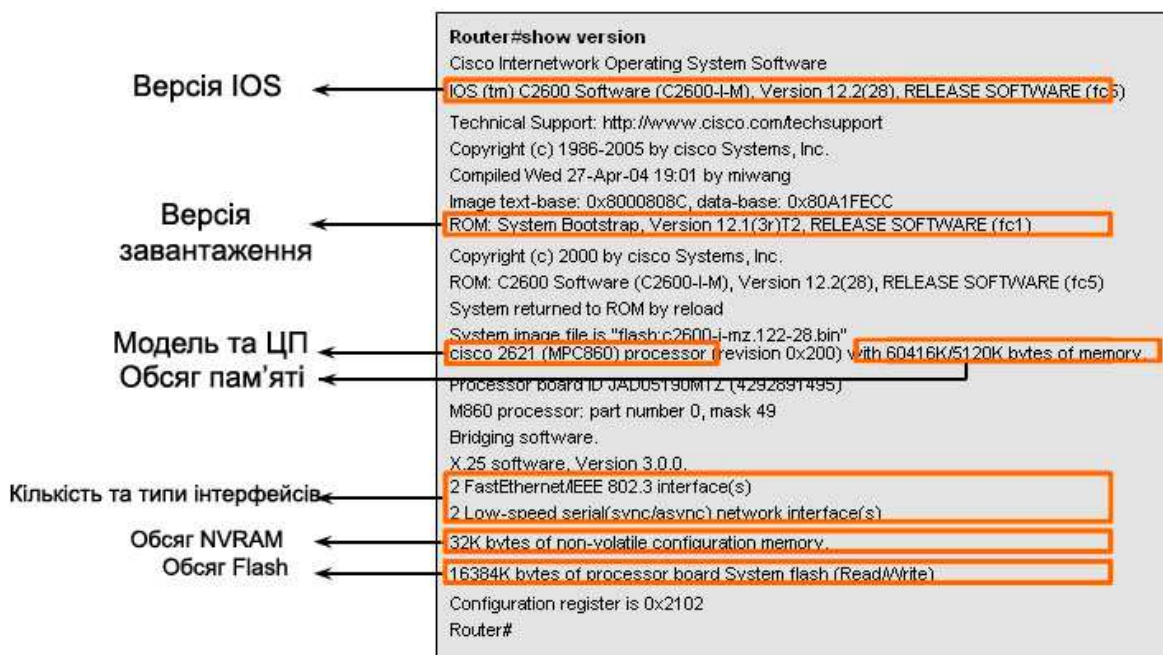 Router#show version
Cisco Internetwork Operating System Software
Версія IOS
IOS (tm) C2600 Software (C2600-I-M), Version 12.2(28), RELEASE SOFTWARE (fc5)
Technical Support: http://www.cisco.com/techsupport
Copyright (c) 1986-2005 by cisco Systems, Inc.
Compiled Wed 27-Apr-04 19:01 by miwang
Image text-base: 0x8000808C, data-base: 0x80A1FECC
Версія
завантаження
ROM: System Bootstrap, Version 12.1(3r)T2, RELEASE SOFTWARE (fc1)
Copyright (c) 2000 by cisco Systems, Inc.
ROM: C2600 Software (C2600-I-M), Version 12.2(28), RELEASE SOFTWARE (fc5)
System returned to ROM by reload
System image file is "flash:c2600-i-mz.122-28.bin"
Модель та ЦП
cisco 2621 (MPC860) processor (revision 0x200) with 60416K/5120K bytes of memory.
Обсяг пам’яті
Processor board ID JAD05190MTZ (4292891495)
M860 processor: part number 0, mask 49
Bridging software.
X.25 software, Version 3.0.0.
Кількість та типи інтерфейсів
2 FastEthernet/IEEE 802.3 interface(s)
2 Low-speed serial(sync/async) network interface(s)
Обсяг NVRAM
32K bytes of non-volatile configuration memory.
Обсяг Flash
16384K bytes of processor board System flash (Read/Write)
Configuration register is 0x2102
Router#